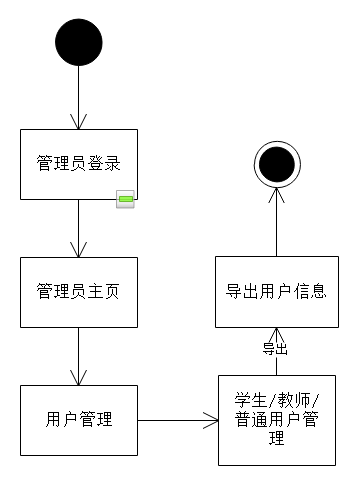 管理员登录
管理员主页
用户管理
学生/教师/
普通用户管
理
导出
导出用户信息